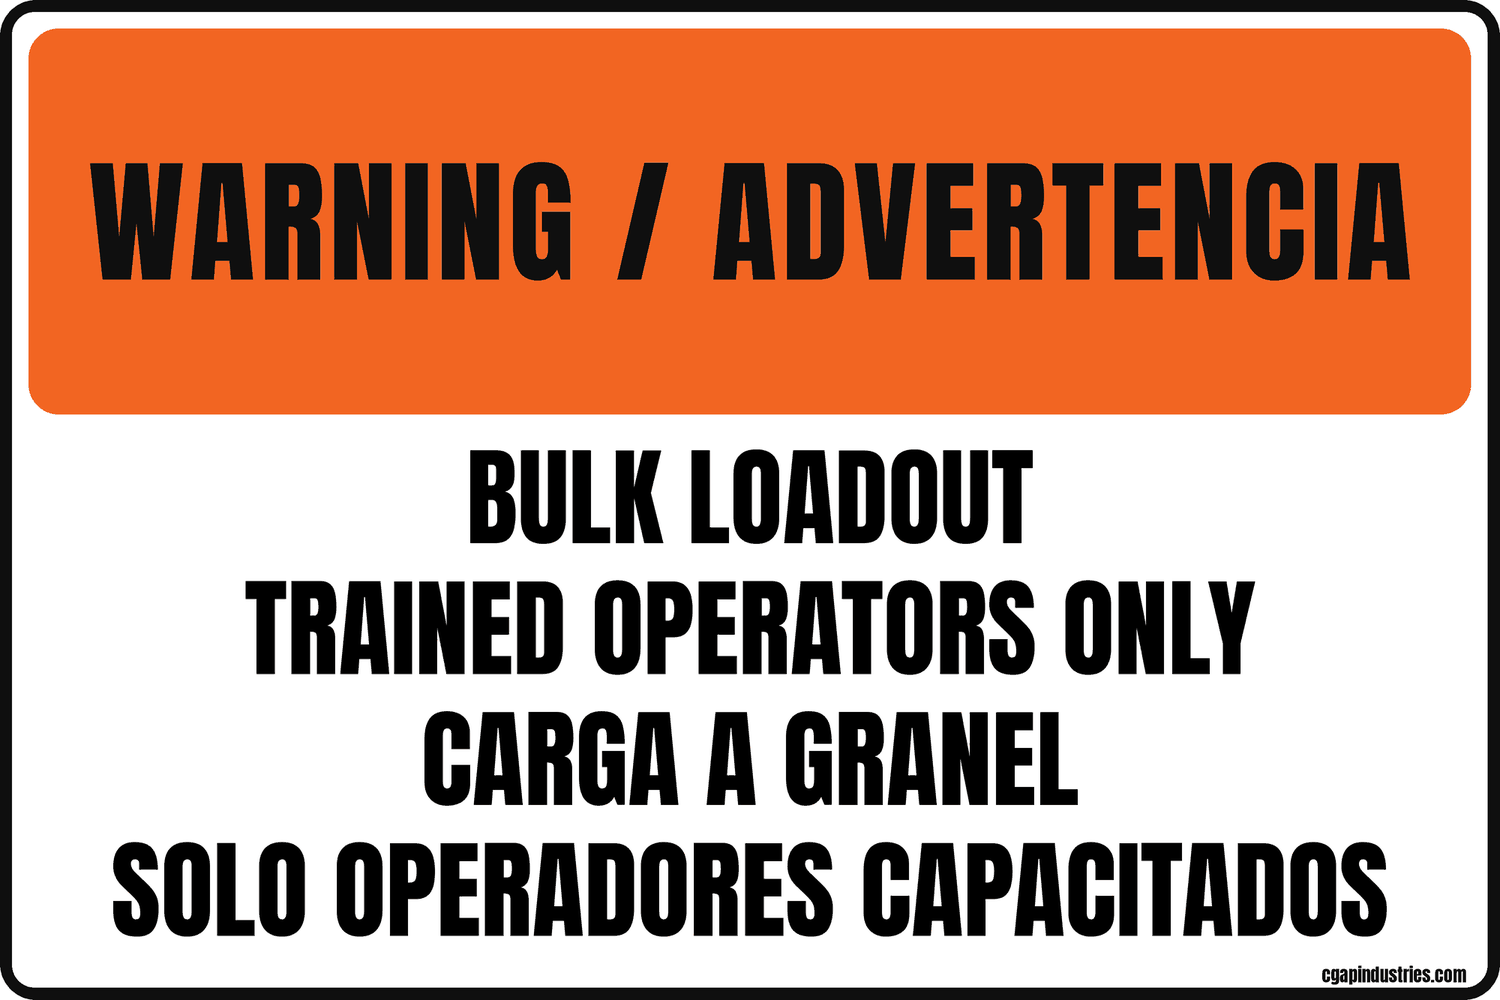 WARNING / ADVERTENCIA
BULK LOADOUT
TRAINED OPERATORS ONLY
CARGA A GRANEL
SOLO OPERADORES CAPACITADOS
cgapindustries.com